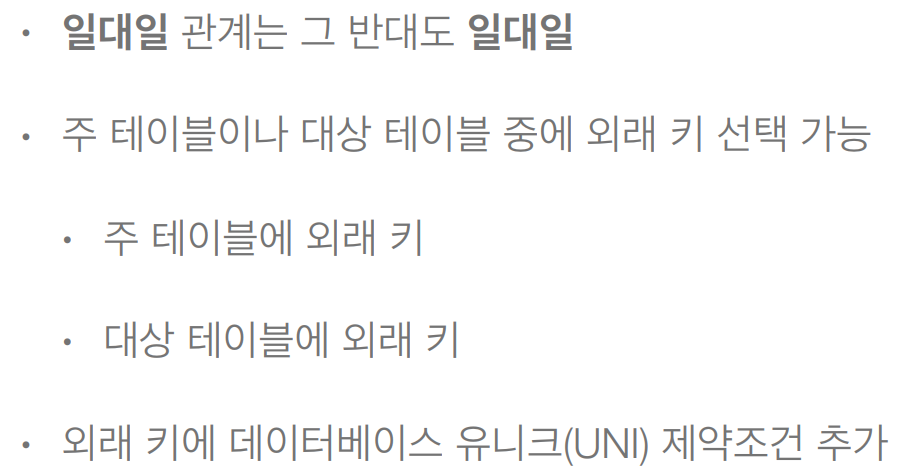 • 일대일 관계는 그 반대도 일대일
• 주 테이블이나 대상 테이블 중에 외래 키 선택 가능
• 주 테이블에 외래 키
• 대상 테이블에 외래 키
• 외래 키에 데이터베이스 유니크(UNI) 제약조건 추가